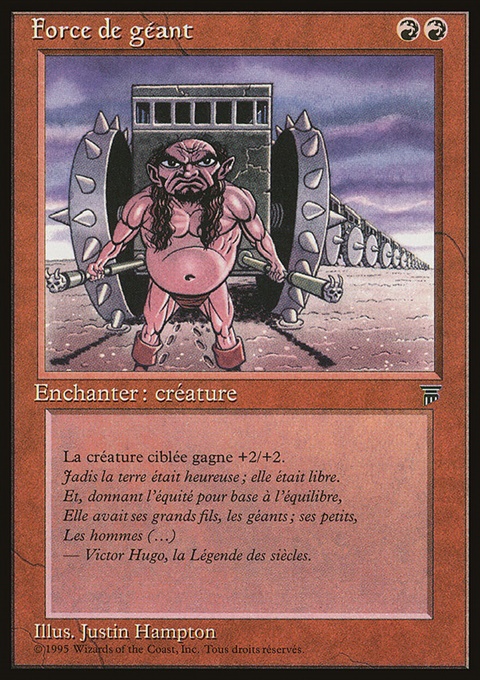 Force de géant
Enchanter : créature
La créature ciblée gagne +2/+2.
Jadis la terre était heureuse ; elle était libre.
Et, donnant l'équité pour base à l'équilibre,
Elle avait ses grands fils, les géants ; ses petits,
Les hommes (...)
— Victor Hugo, la Légende des siècles.
Illus. Justin Hampton
©1995 Wizards of the Coast, Inc. Tous droits réservés.